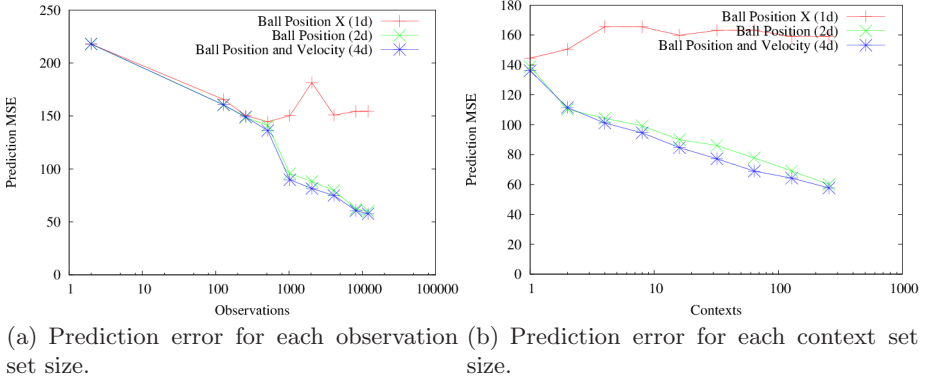 250
200
150
100
50
0
Prediction MSE
Ball Position X (1d)
Ball Position (2d)
Ball Position and Velocity (4d)
1 10 100 1000 10000 100000
Observations
(a) Prediction error for each observation
set size.
180
160
140
120
100
80
60
40
20
0
Prediction MSE
Ball Position X (1d)
Ball Position (2d)
Ball Position and Velocity (4d)
1 10 100 1000
Contexts
(b) Prediction error for each context set
size.